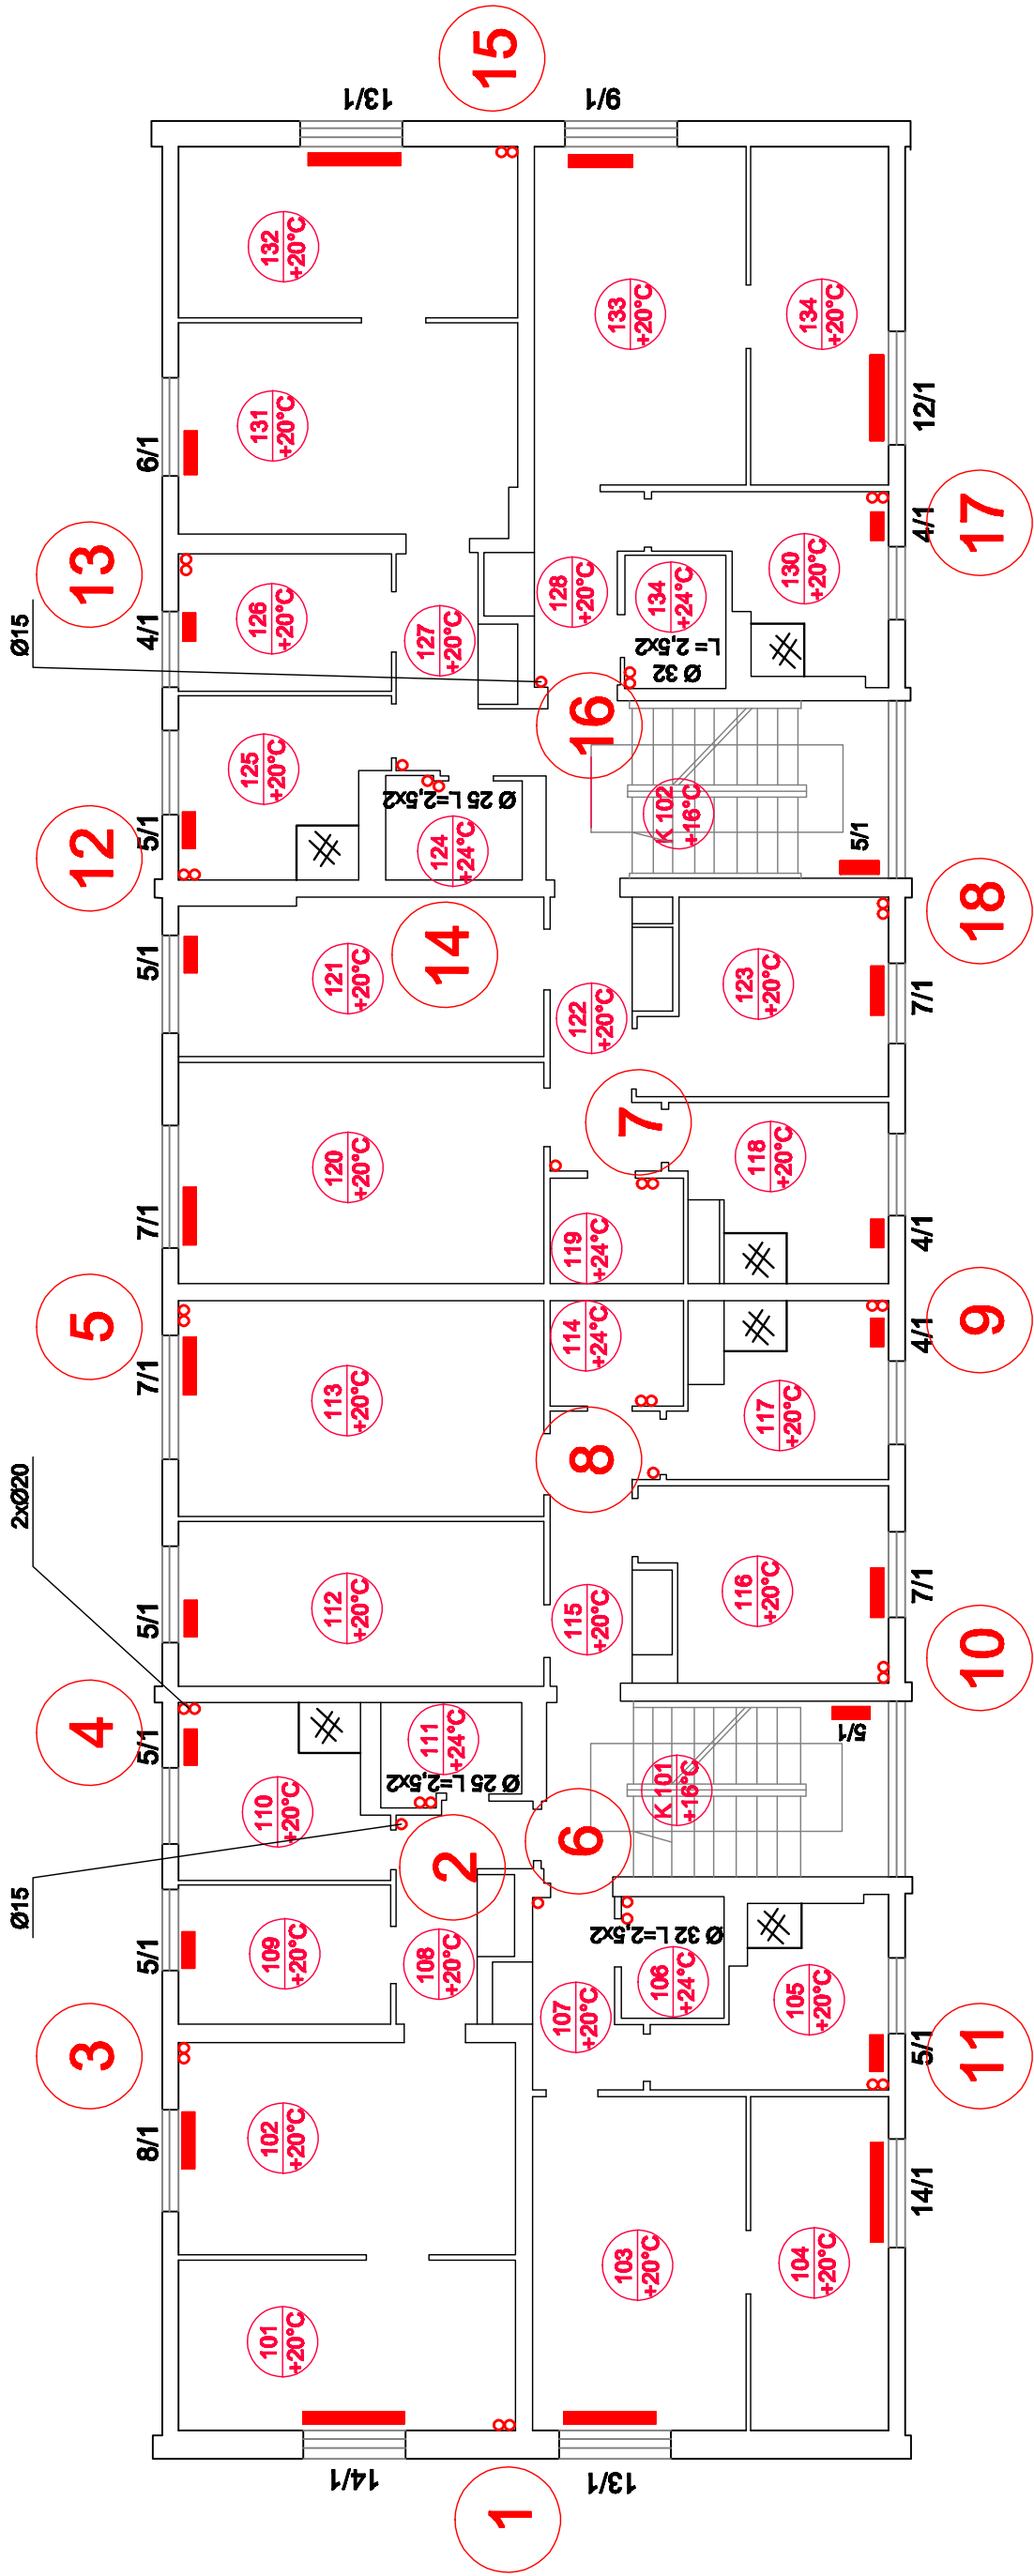 1
14/1
13/1
101
+20°C
103
+20°C
104
+20°C
14/1
8/1
102
+20°C
3
11
5/1
109
+20°C
108
+20°C
107
+20°C
106
+24°C
Ø 32 L=2,5x2
105
+20°C
5/1
Ø15
2
6
4
5/1
110
+20°C
111
+24°C
Ø 25 L=2,5x2
K 101
+16°C
5/1
2xØ20
5/1
112
+20°C
115
+20°C
116
+20°C
7/1
10
8
7/1
113
+20°C
114
+24°C
117
+20°C
4/1
9
5
7/1
120
+20°C
119
+24°C
118
+20°C
4/1
7
5/1
121
+20°C
122
+20°C
123
+20°C
7/1
18
14
12
5/1
125
+20°C
124
+24°C
Ø 25 L=2,5x2
K 102
+16°C
5/1
16
Ø15
13
4/1
126
+20°C
127
+20°C
128
+20°C
134
+24°C
Ø 32
L= 2,5x2
130
+20°C
4/1
17
6/1
131
+20°C
132
+20°C
133
+20°C
134
+20°C
12/1
13/1
9/1
15